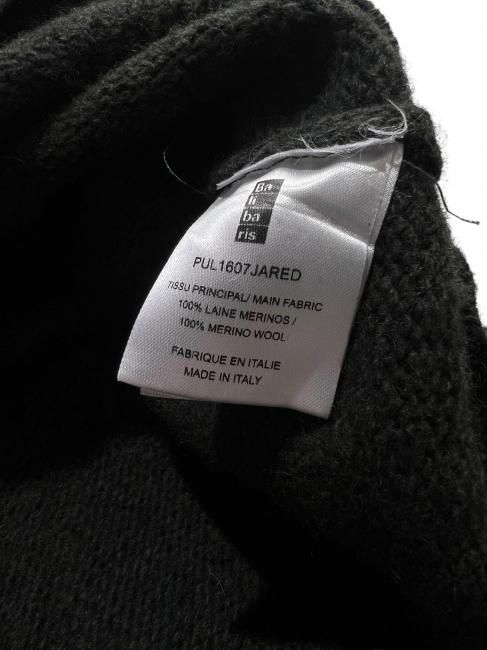 Ba
li
ba
ris
PUL1607JARED
TISSU PRINCIPAL/ MAIN FABRIC
100% LAINE MERINOS /
100% MERINO WOOL
FABRIQUE EN ITALIE
MADE IN ITALY